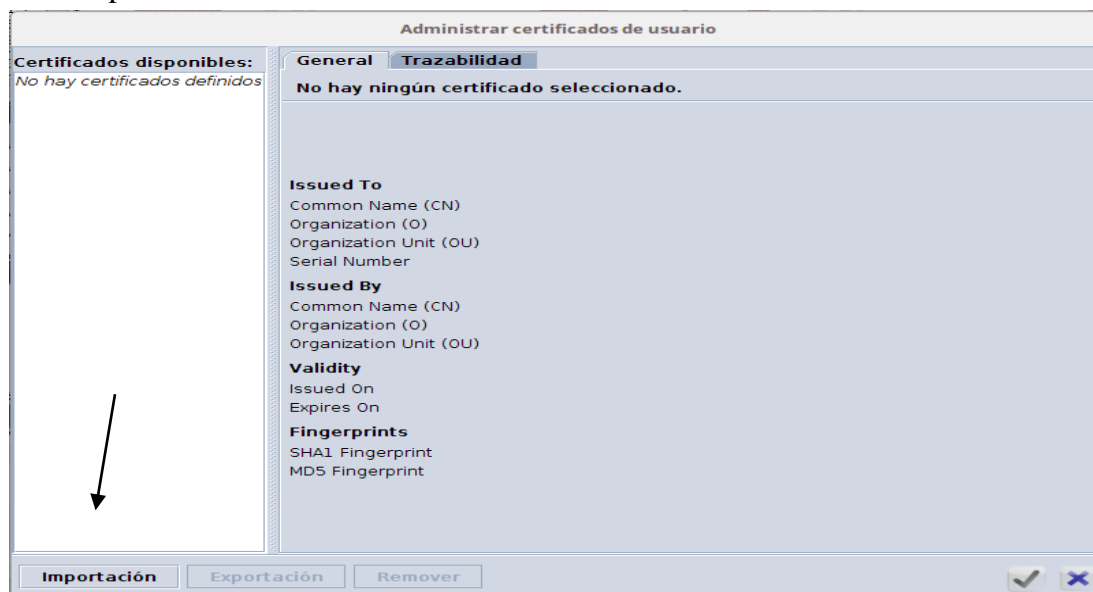 Administrar certificados de usuario
Certificados disponibles:
No hay certificados definidos
General Trazabilidad
No hay ningún certificado seleccionado.
Issued To
Common Name (CN)
Organization (O)
Organization Unit (OU)
Serial Number
Issued By
Common Name (CN)
Organization (O)
Organization Unit (OU)
Validity
Issued On
Expires On
Fingerprints
SHA1 Fingerprint
MD5 Fingerprint
Importación Exportación Remover